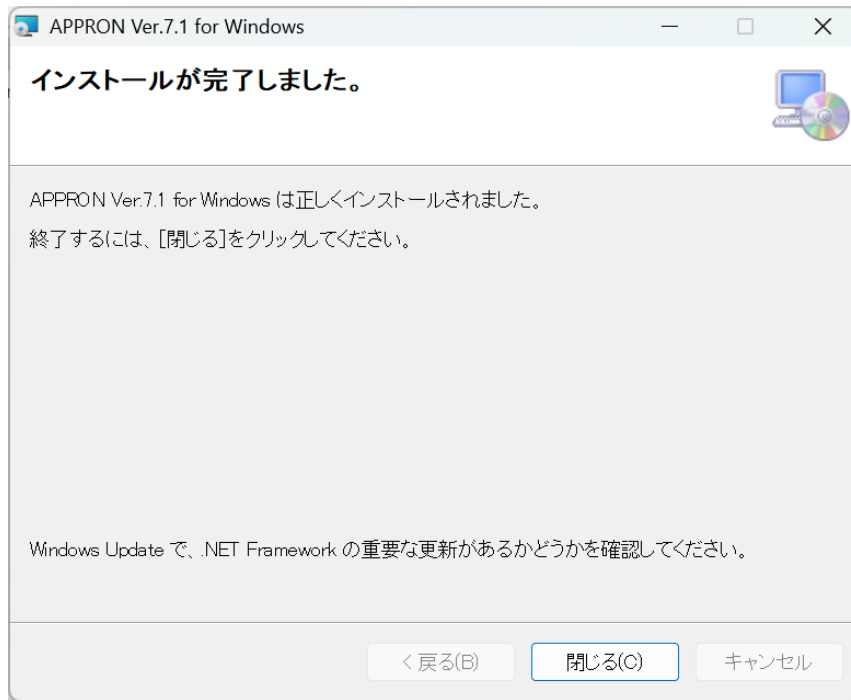 APPRON Ver.7.1 for Windows
インストールが完了しました。
APPRON Ver.7.1 for Windows は正しくインストールされました。
終了するには、[閉じる]をクリックしてください。
Windows Update で、.NET Framework の重要な更新があるかどうかを確認してください。
< 戻る(B)
閉じる(C)
キャンセル